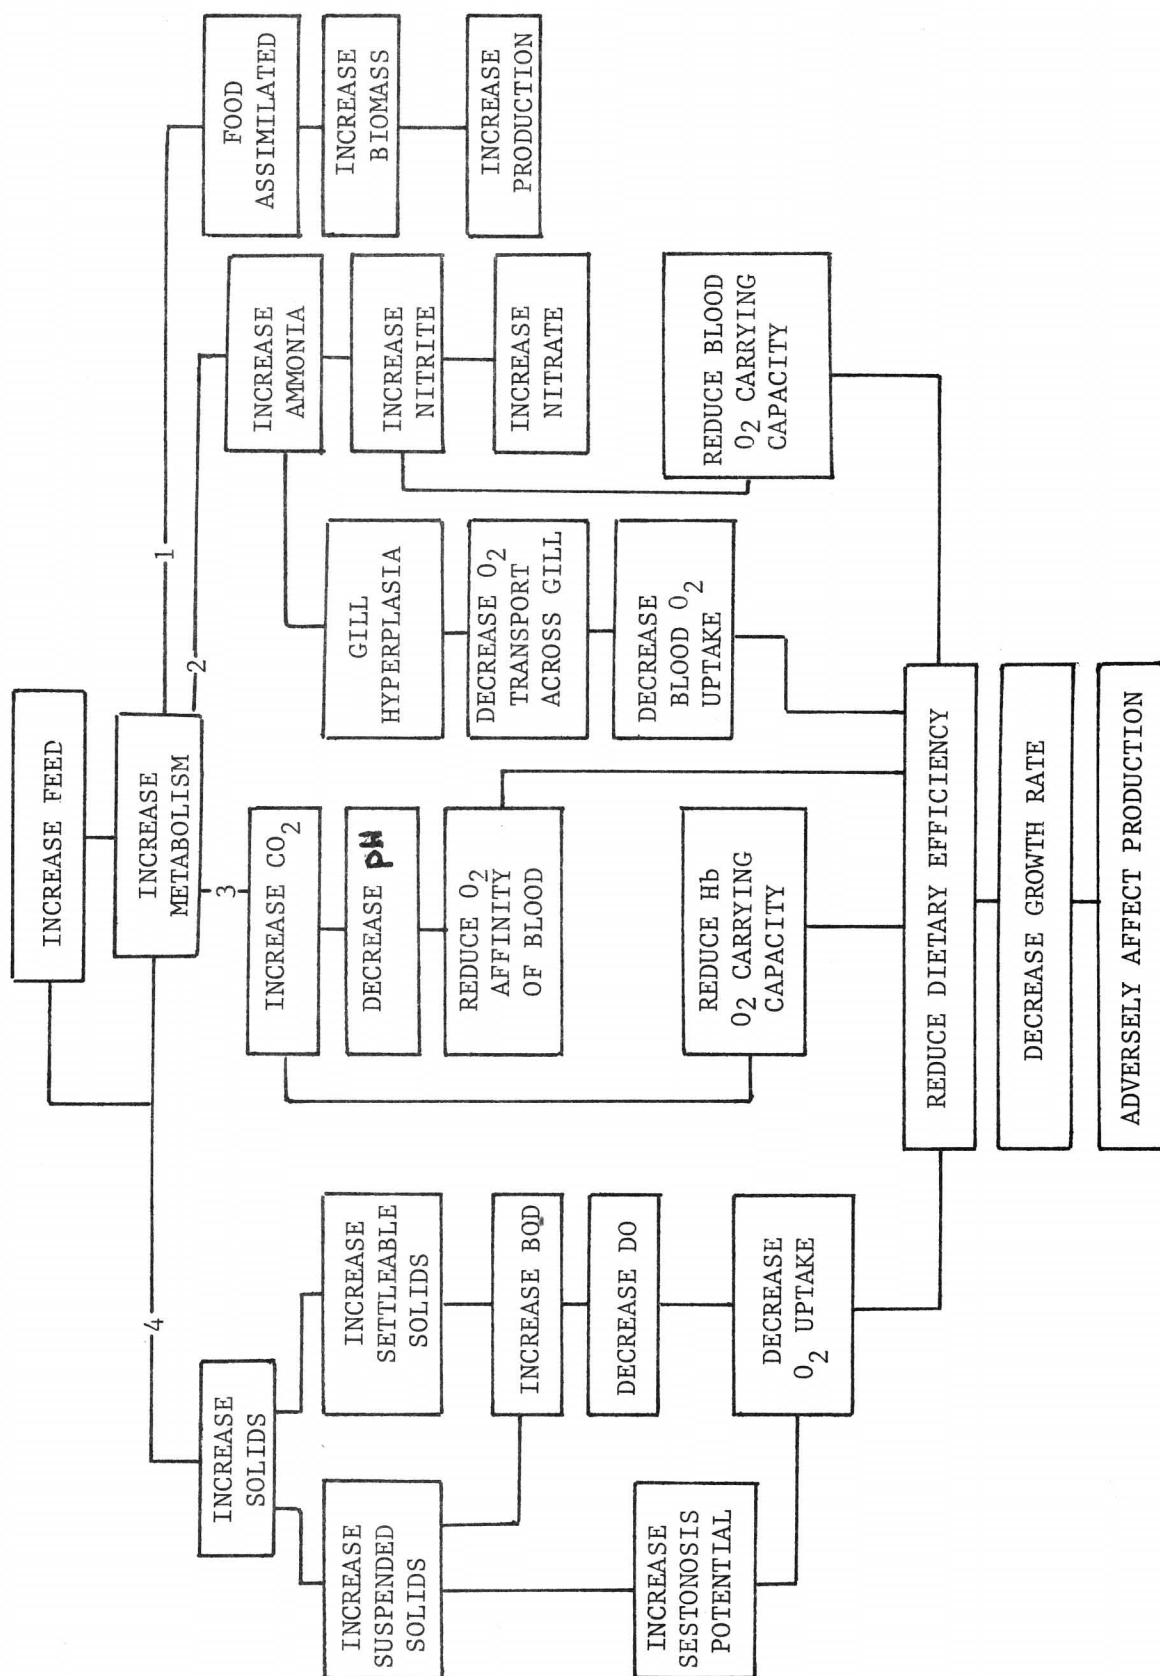 INCREASE FEED
INCREASE
METABOLISM
4
3
2
1
INCREASE
SOLIDS
INCREASE
SUSPENDED
SOLIDS
INCREASE
SETTLEABLE
SOLIDS
INCREASE BOD
DECREASE DO
INCREASE
SESTONOSIS
POTENTIAL
DECREASE
O2 UPTAKE
INCREASE CO2
DECREASE pH
REDUCE O2
AFFINITY
OF BLOOD
REDUCE Hb
O2 CARRYING
CAPACITY
GILL
HYPERPLASIA
DECREASE O2
TRANSPORT
ACROSS GILL
DECREASE
BLOOD O2
UPTAKE
INCREASE
AMMONIA
INCREASE
NITRITE
INCREASE
NITRATE
REDUCE BLOOD
O2 CARRYING
CAPACITY
FOOD
ASSIMILATED
INCREASE
BIOMASS
INCREASE
PRODUCTION
REDUCE DIETARY EFFICIENCY
DECREASE GROWTH RATE
ADVERSELY AFFECT PRODUCTION